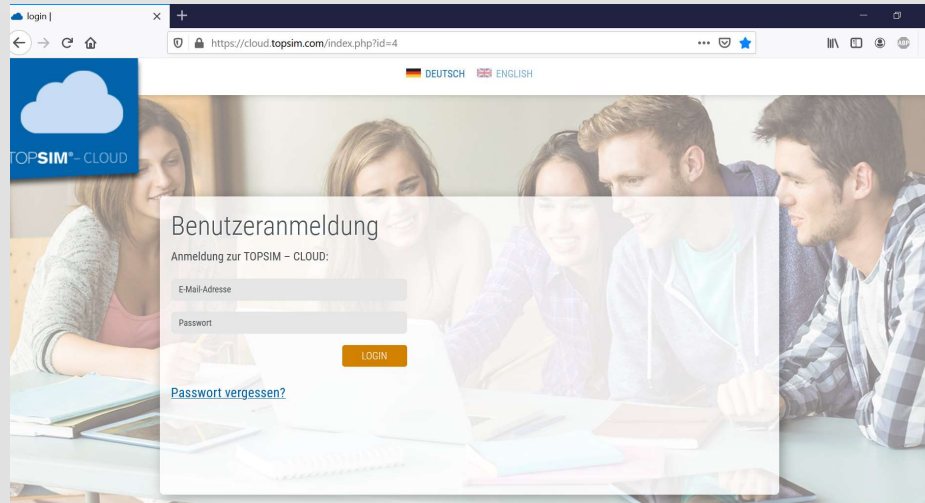 login |
https://cloud.topsim.com/index.php?id=4
ABP
DEUTSCH ENGLISH
TOPSIM® – CLOUD
Benutzeranmeldung
Anmeldung zur TOPSIM – CLOUD:
E-Mail-Adresse
Passwort
LOGIN
Passwort vergessen?